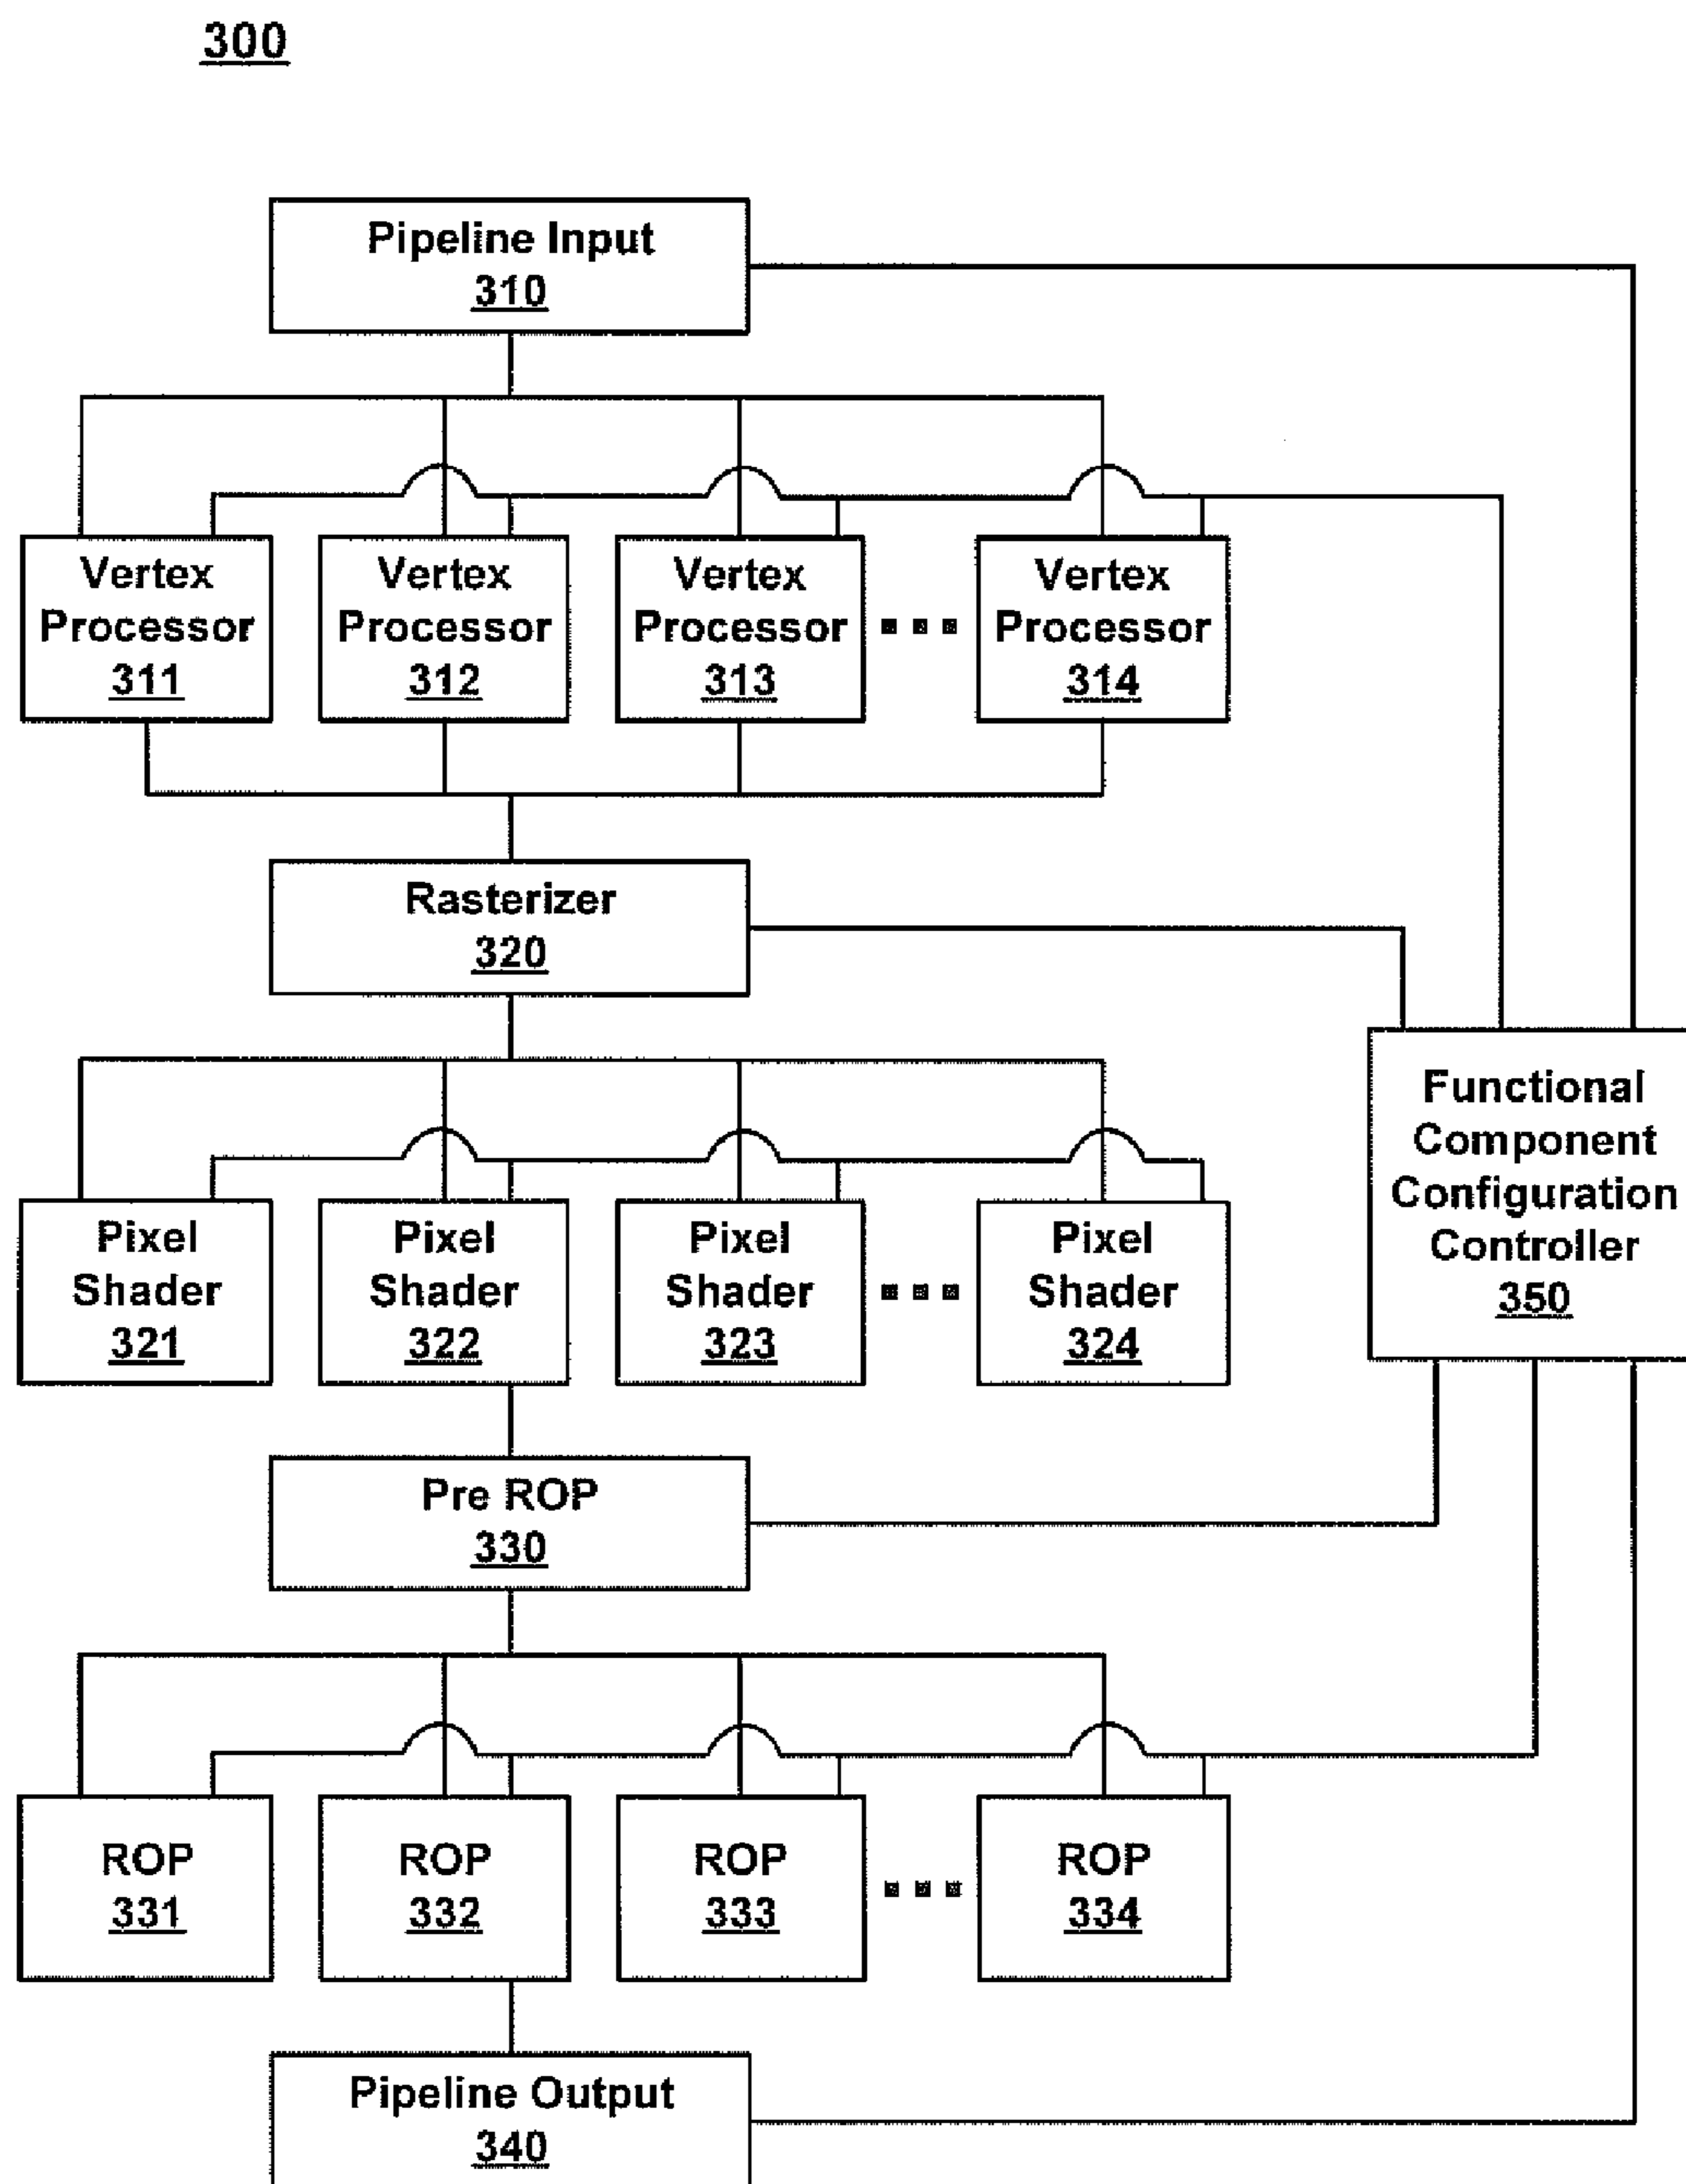 300
Pipeline Input
310
Vertex
Processor
311
Vertex
Processor
312
Vertex
Processor
313
Vertex
Processor
314
Rasterizer
320
Functional
Component
Configuration
Controller
350
Pixel
Shader
321
Pixel
Shader
322
Pixel
Shader
323
Pixel
Shader
324
Pre ROP
330
ROP
331
ROP
332
ROP
333
ROP
334
Pipeline Output
340